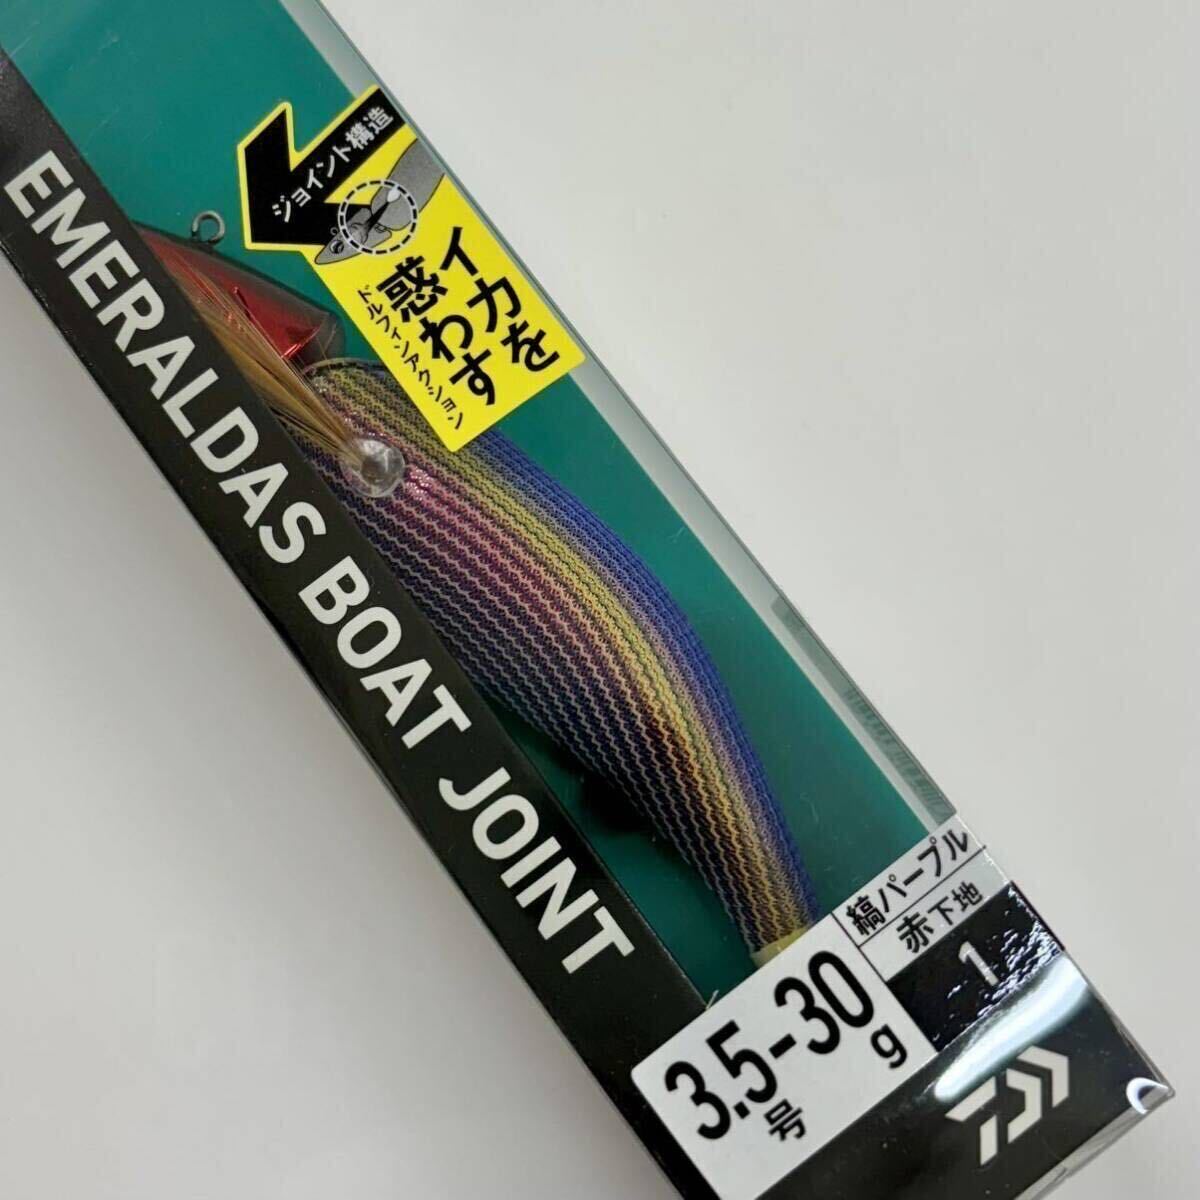 ジョイント構造
イカを
惑わす
ドルフィンアクション
EMERALDAS BOAT JOINT
縞パープル
赤下地
1
3.5-30
号
g